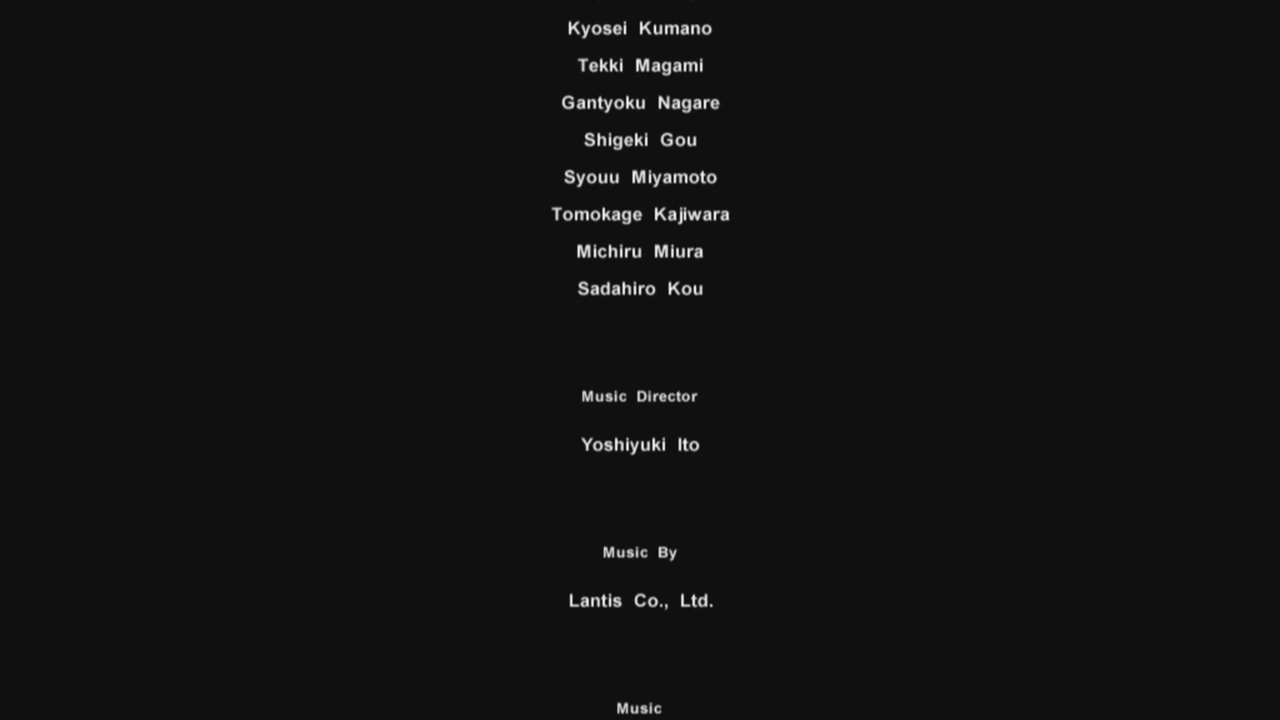 Kyosei Kumano
Tekki Magami
Gantyoku Nagare
Shigeki Gou
Syouu Miyamoto
Tomokage Kajiwara
Michiru Miura
Sadahiro Kou
Music Director
Yoshiyuki Ito
Music By
Lantis Co., Ltd.
Music